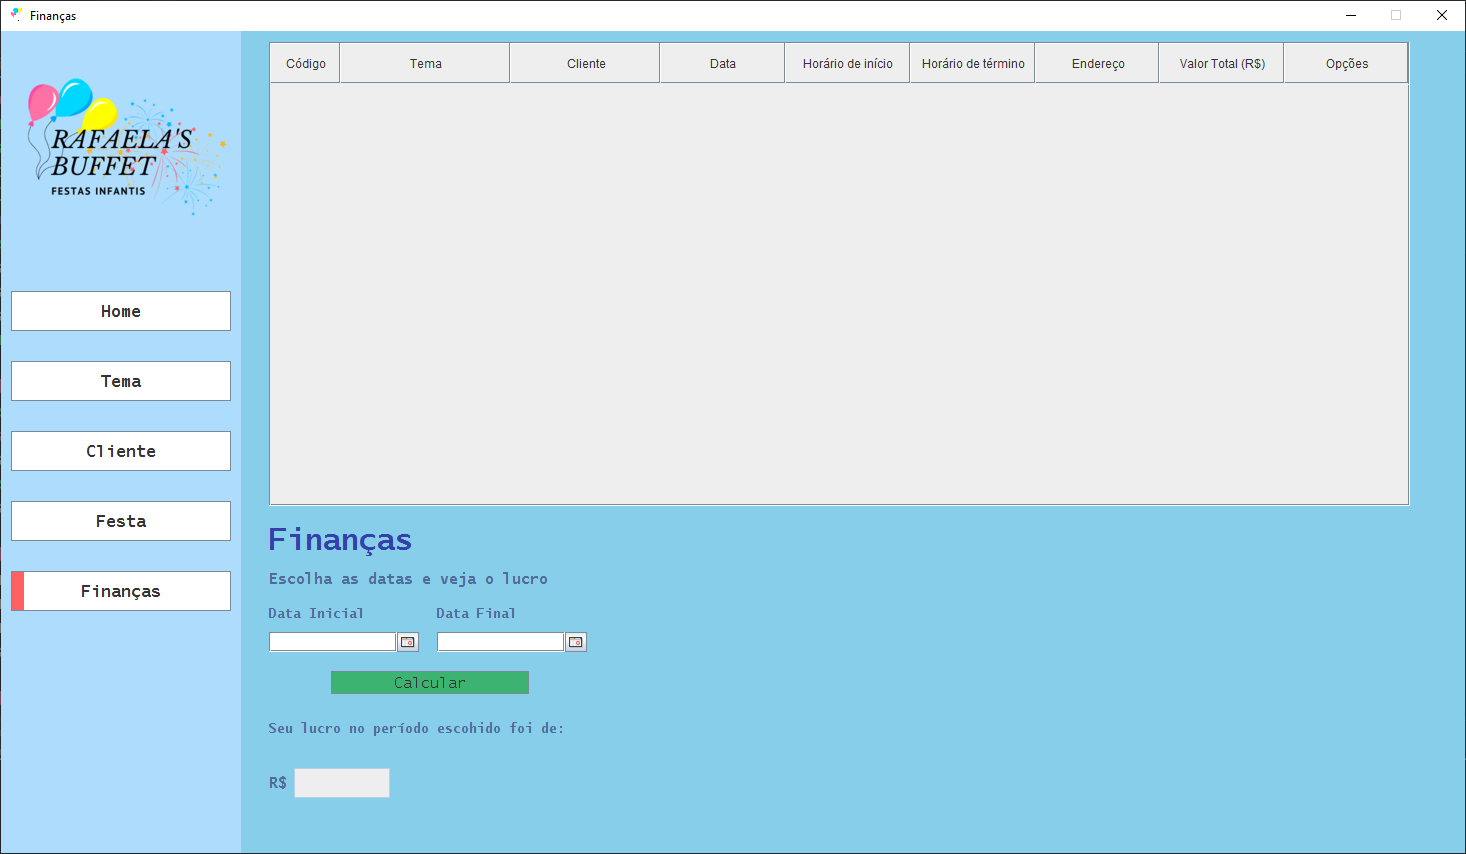 Finanças
RAFAELA'S
BUFFET
FESTAS INFANTIS
Home
Tema
Cliente
Festa
Finanças
Código Tema Cliente Data Horário de início Horário de término Endereço Valor Total (R$) Opções
Finanças
Escolha as datas e veja o lucro
Data Inicial Data Final
Calcular
Seu lucro no período escohido foi de:
R$